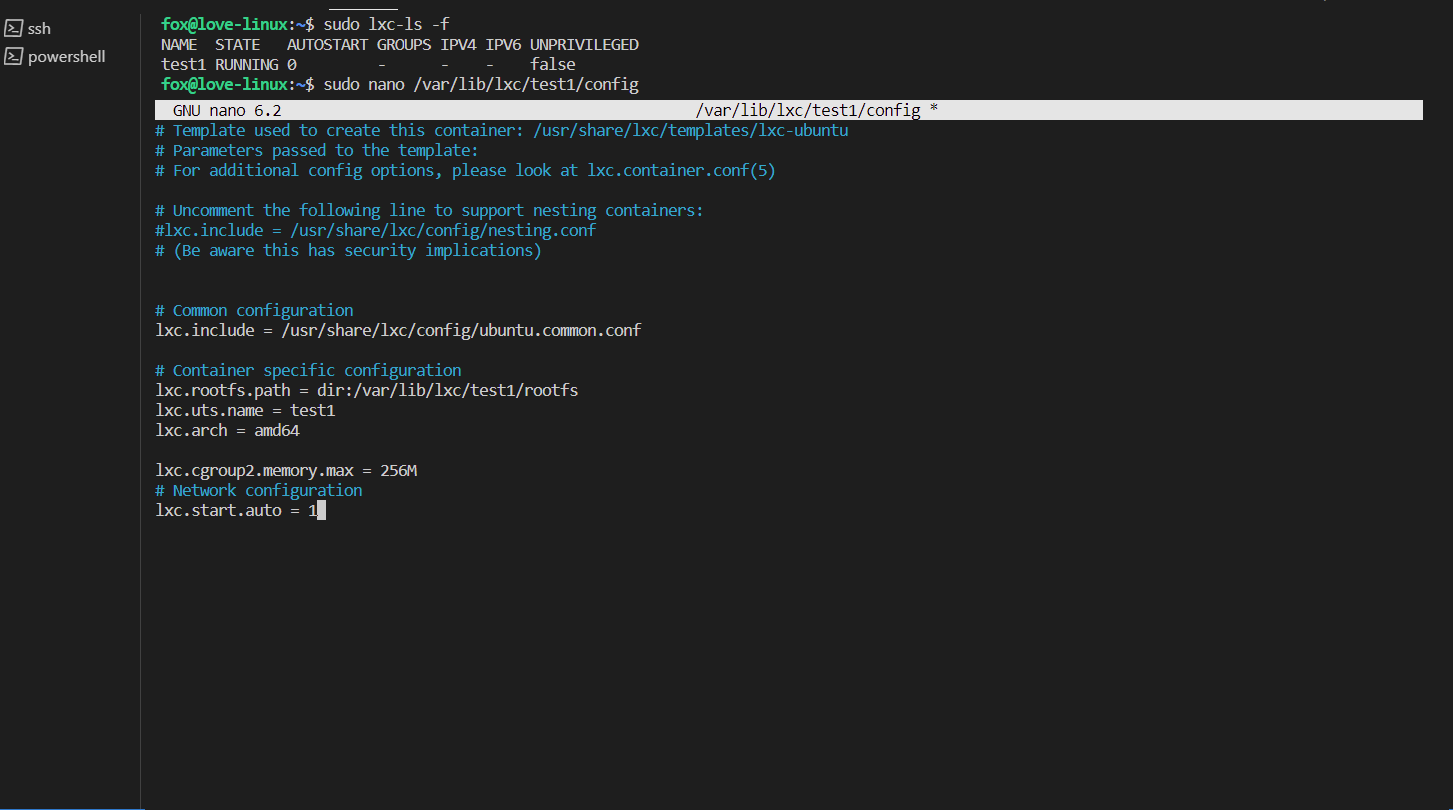 ssh
powershell
fox@love-linux:~$ sudo lxc-ls -f
NAME  STATE   AUTOSTART GROUPS IPV4 IPV6 UNPRIVILEGED
test1 RUNNING 0         -      -    -    false
fox@love-linux:~$ sudo nano /var/lib/lxc/test1/config
GNU nano 6.2 /var/lib/lxc/test1/config *
# Template used to create this container: /usr/share/lxc/templates/lxc-ubuntu
# Parameters passed to the template:
# For additional config options, please look at lxc.container.conf(5)
# Uncomment the following line to support nesting containers:
#lxc.include = /usr/share/lxc/config/nesting.conf
# (Be aware this has security implications)
# Common configuration
lxc.include = /usr/share/lxc/config/ubuntu.common.conf
# Container specific configuration
lxc.rootfs.path = dir:/var/lib/lxc/test1/rootfs
lxc.uts.name = test1
lxc.arch = amd64
lxc.cgroup2.memory.max = 256M
# Network configuration
lxc.start.auto = 1